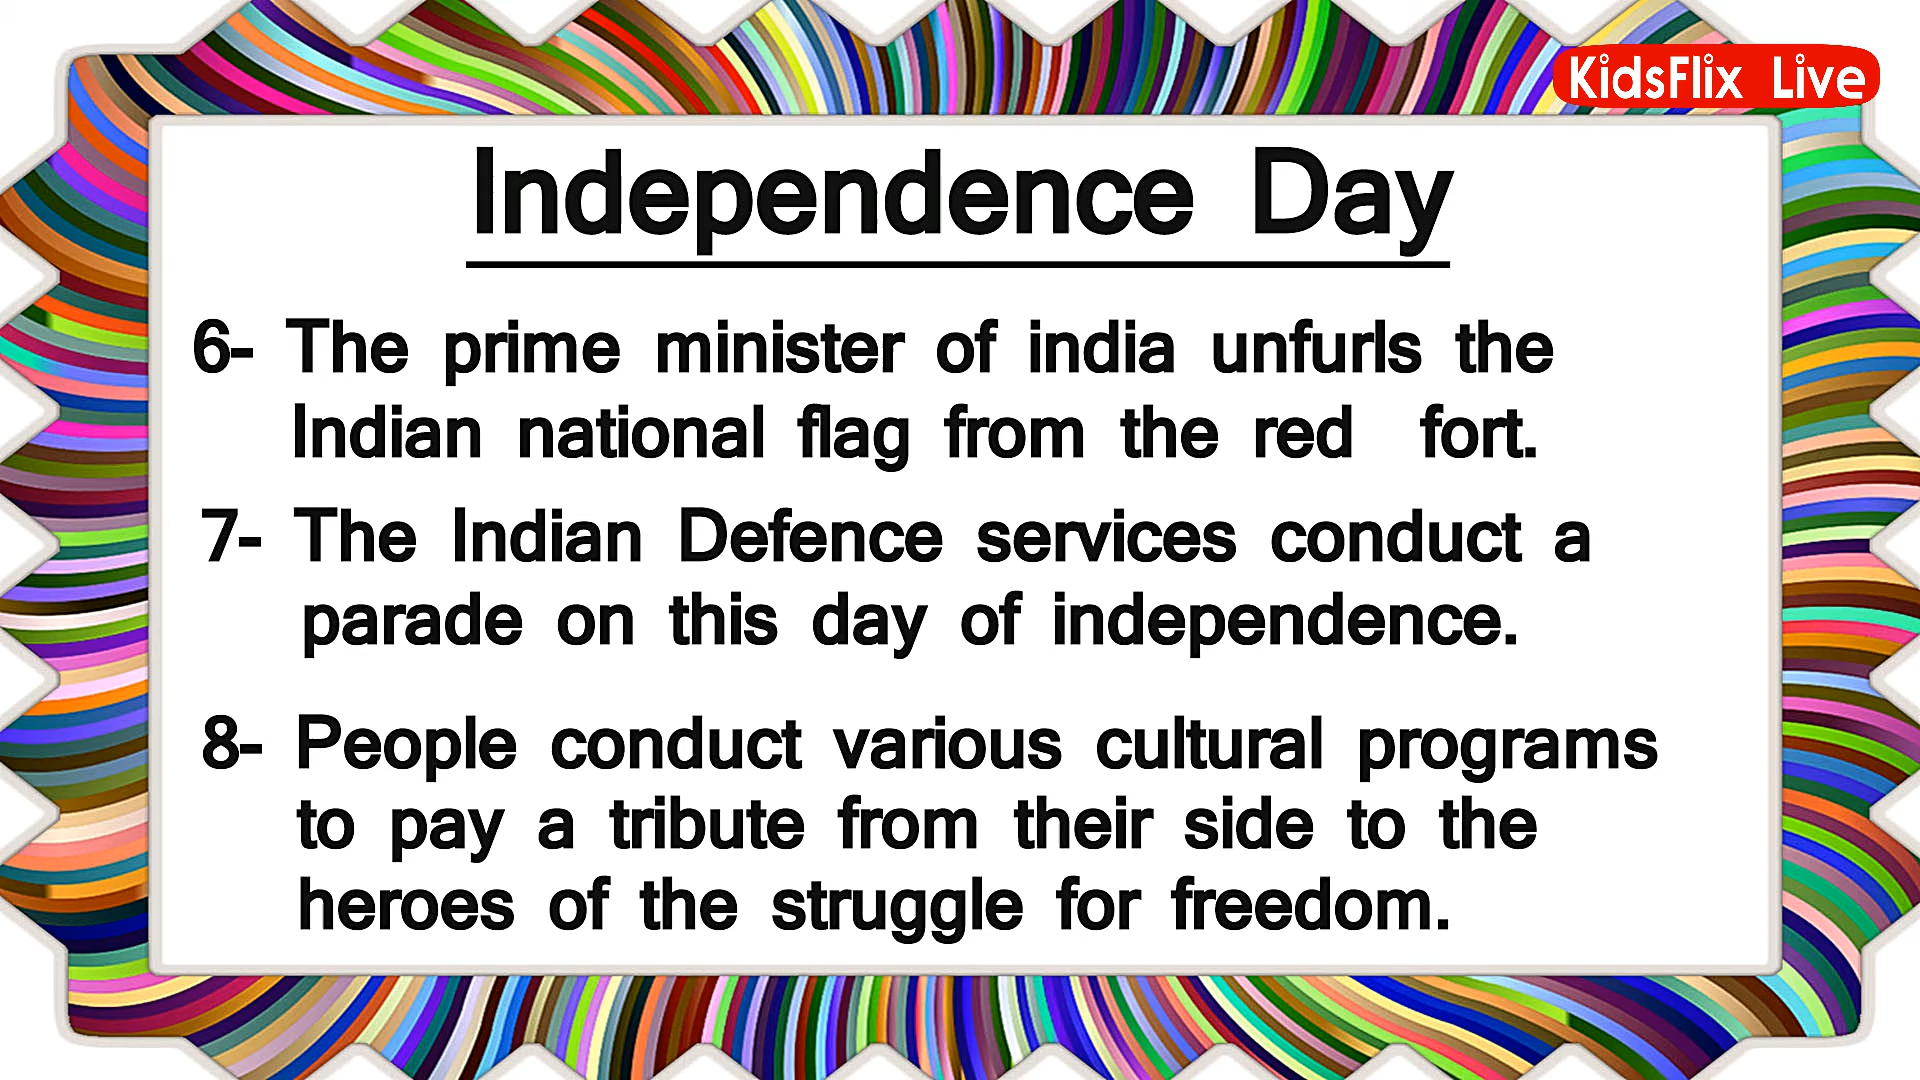 KidsFlix Live
Independence Day
6- The prime minister of india unfurls the
Indian national flag from the red fort.
7- The Indian Defence services conduct a
parade on this day of independence.
8- People conduct various cultural programs
to pay a tribute from their side to the
heroes of the struggle for freedom.